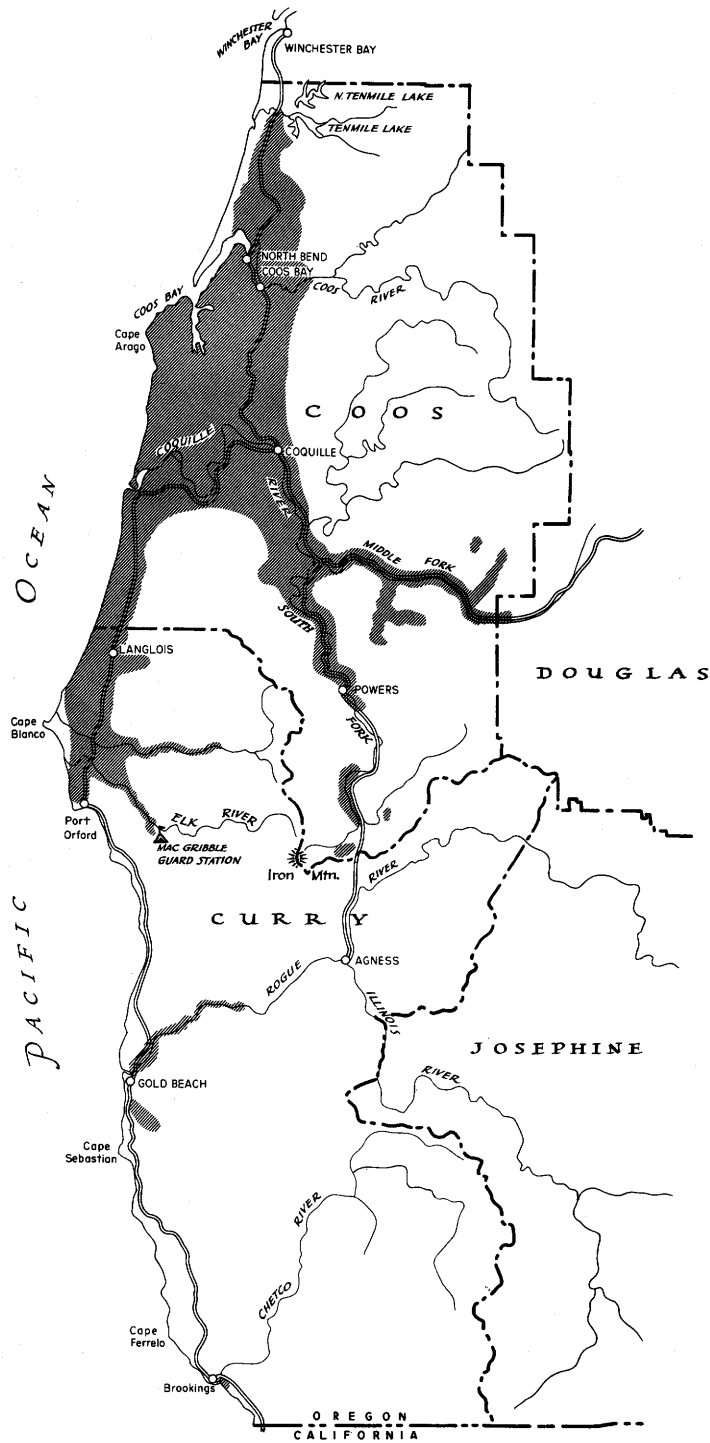 WINCHESTER
BAY
WINCHESTER BAY
N. TENMILE LAKE
TENMILE LAKE
NORTH BEND
COOS BAY
COOS RIVER
COOS BAY
Cape
Arago
COOS
COQUILLE
COQUILLE
RIVER
OCEAN
MIDDLE FORK
SOUTH
LANGLOIS
DOUGLAS
POWERS
Cape
Blanco
FORK
Port
Orford
ELK RIVER
MAC GRIBBLE
GUARD STATION
Iron Mtn.
RIVER
CURRY
PACIFIC
AGNESS
ROGUE
ILLINOIS
JOSEPHINE
RIVER
GOLD BEACH
Cape
Sebastian
RIVER
CHETCO
Cape
Ferrelo
Brookings
OREGON
CALIFORNIA